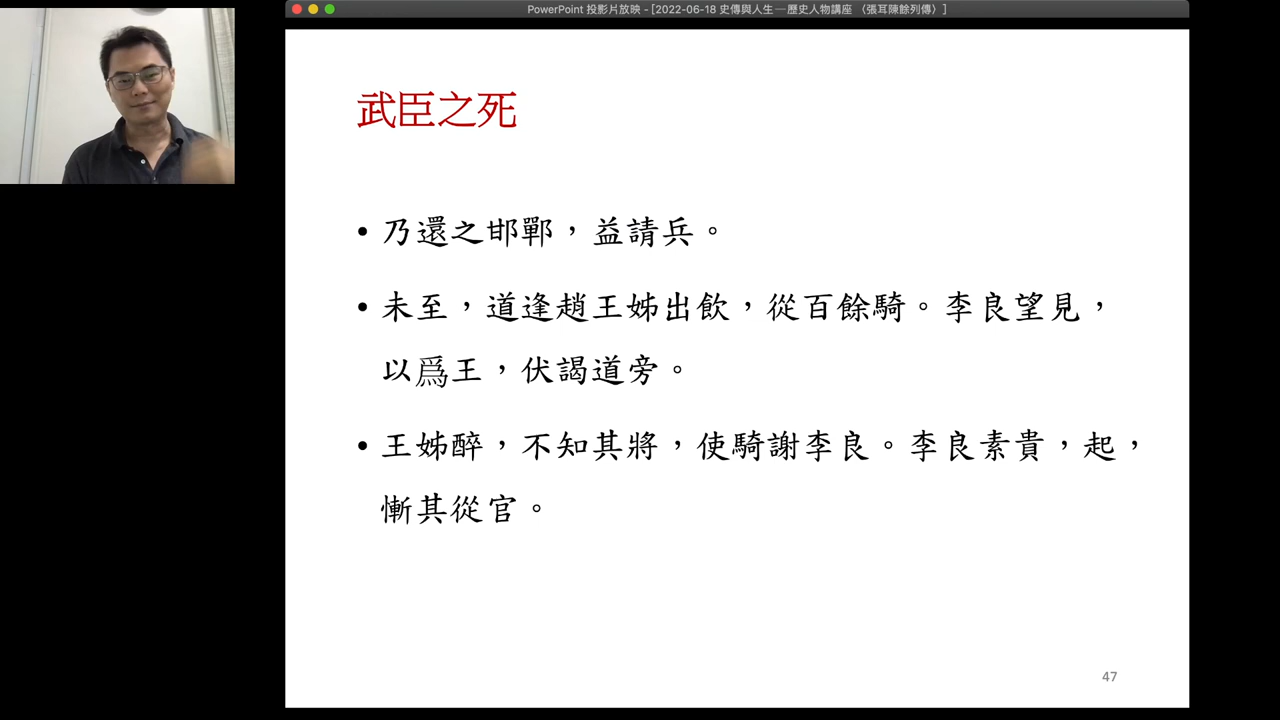 PowerPoint 投影片放映 - [2022-06-18 史傳與人生—歷史人物講座 〈張耳陳餘列傳〉]
武臣之死
• 乃還之邯鄲，益請兵。
• 未至，道逢趙王姊出飲，從百餘騎。李良望見，
以爲王，伏謁道旁。
• 王姊醉，不知其將，使騎謝李良。李良素貴，起，
慚其從官。
47